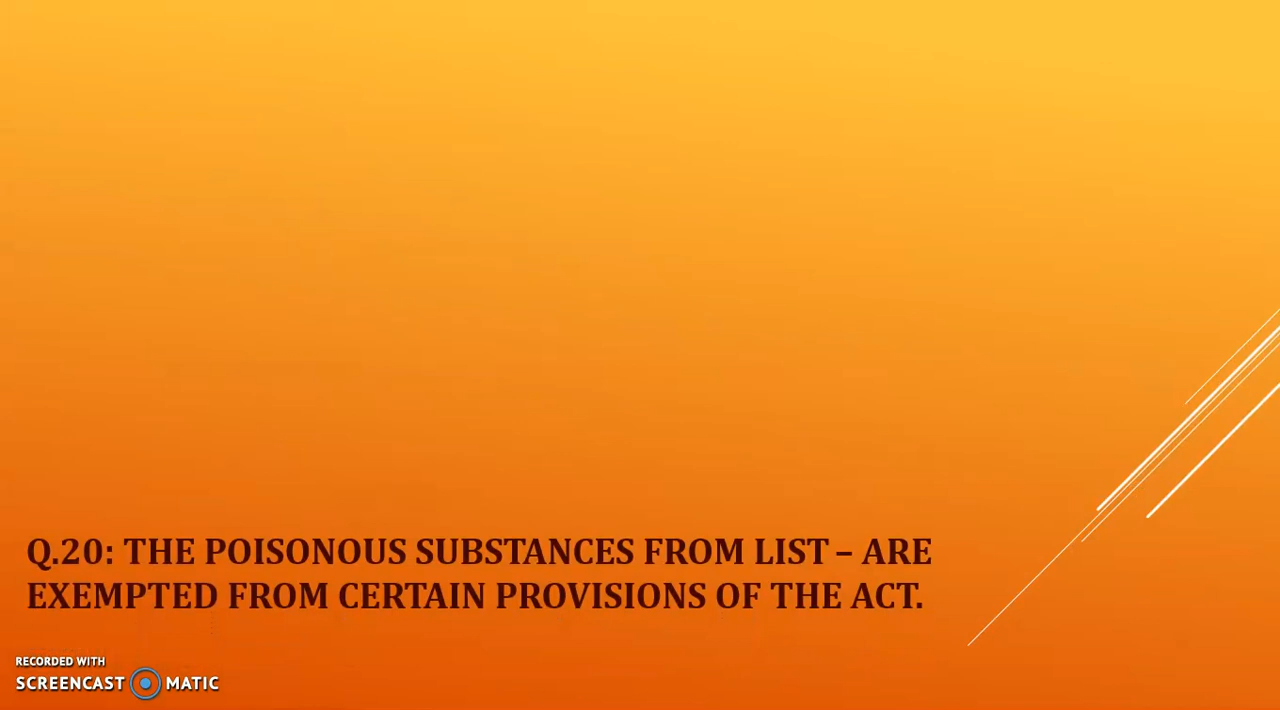 Q.20: THE POISONOUS SUBSTANCES FROM LIST – ARE
EXEMPTED FROM CERTAIN PROVISIONS OF THE ACT.
RECORDED WITH
SCREENCAST MATIC